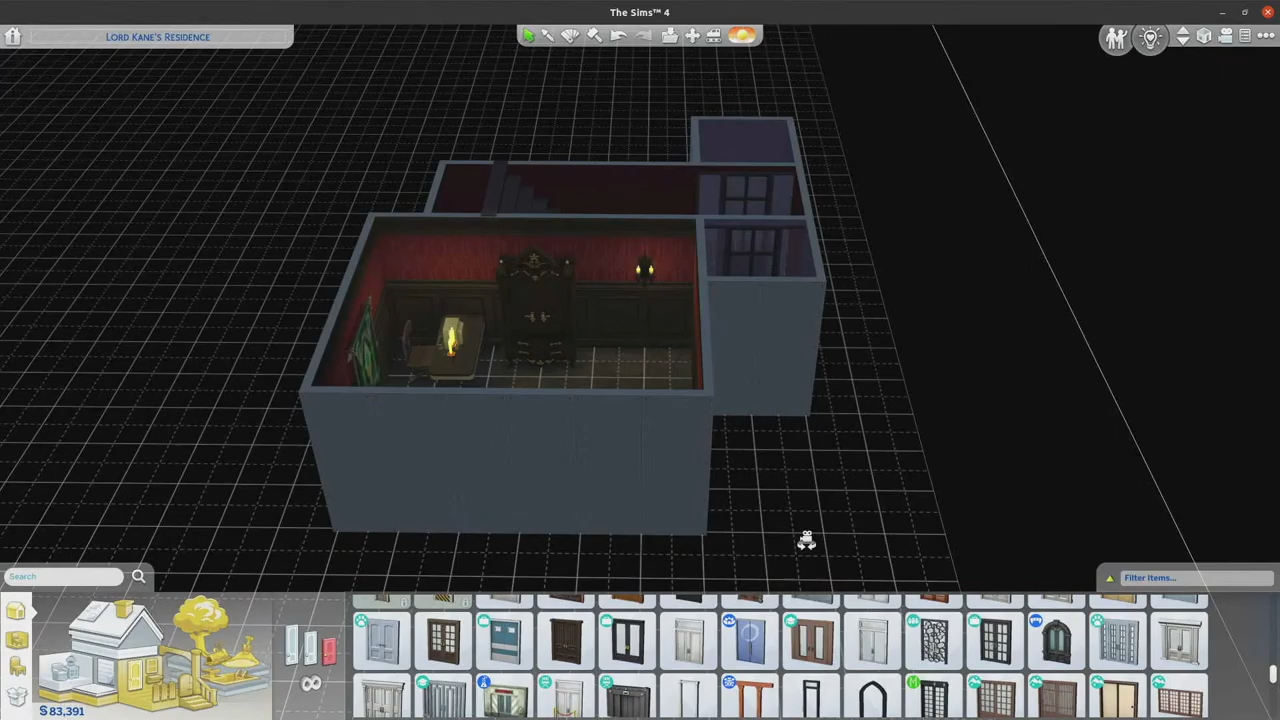 The Sims™ 4
LORD KANE'S RESIDENCE
Search
Filter Items...
§83,391